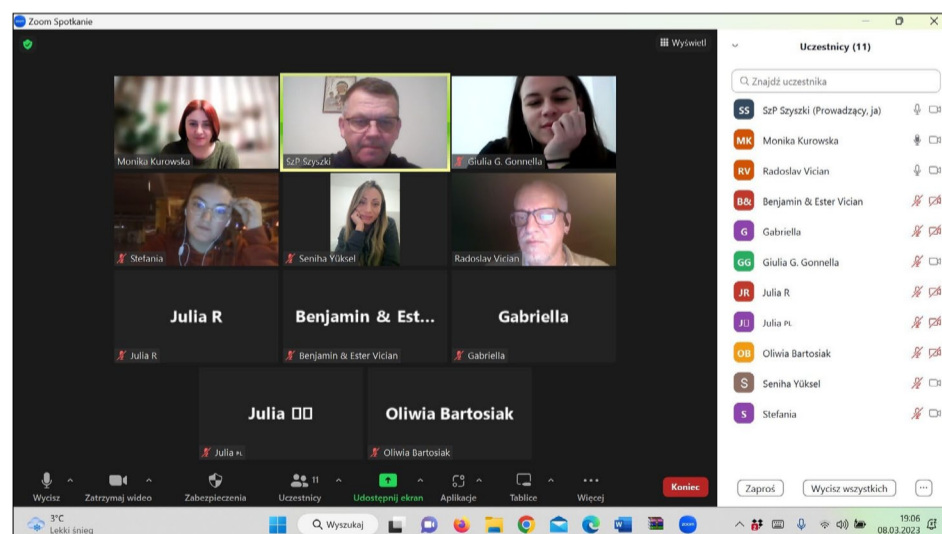 Zoom Spotkanie
Wyświetl
Monika Kurowska
SzP Szyszki
Giulia G. Gonnella
Stefania
Seniha Yüksel
Radoslav Vician
Julia R
Benjamin & Est...
Gabriella
Julia R
Benjamin & Ester Vician
Gabriella
Julia
Oliwia Bartosiak
Julia PL
Oliwia Bartosiak
11
Wycisz
Zatrzymaj wideo
Zabezpieczenia
Uczestnicy
Udostępnij ekran
Aplikacje
Tablice
Więcej
Koniec
Uczestnicy (11)
Znajdź uczestnika
SS SzP Szyszki (Prowadzący, ja)
MK Monika Kurowska
RV Radoslav Vician
B& Benjamin & Ester Vician
G Gabriella
GG Giulia G. Gonnella
JR Julia R
J Julia PL
OB Oliwia Bartosiak
S Seniha Yüksel
S Stefania
Zaproś
Wycisz wszystkich
3°C
Lekki śnieg
Wyszukaj
19:06
08.03.2023